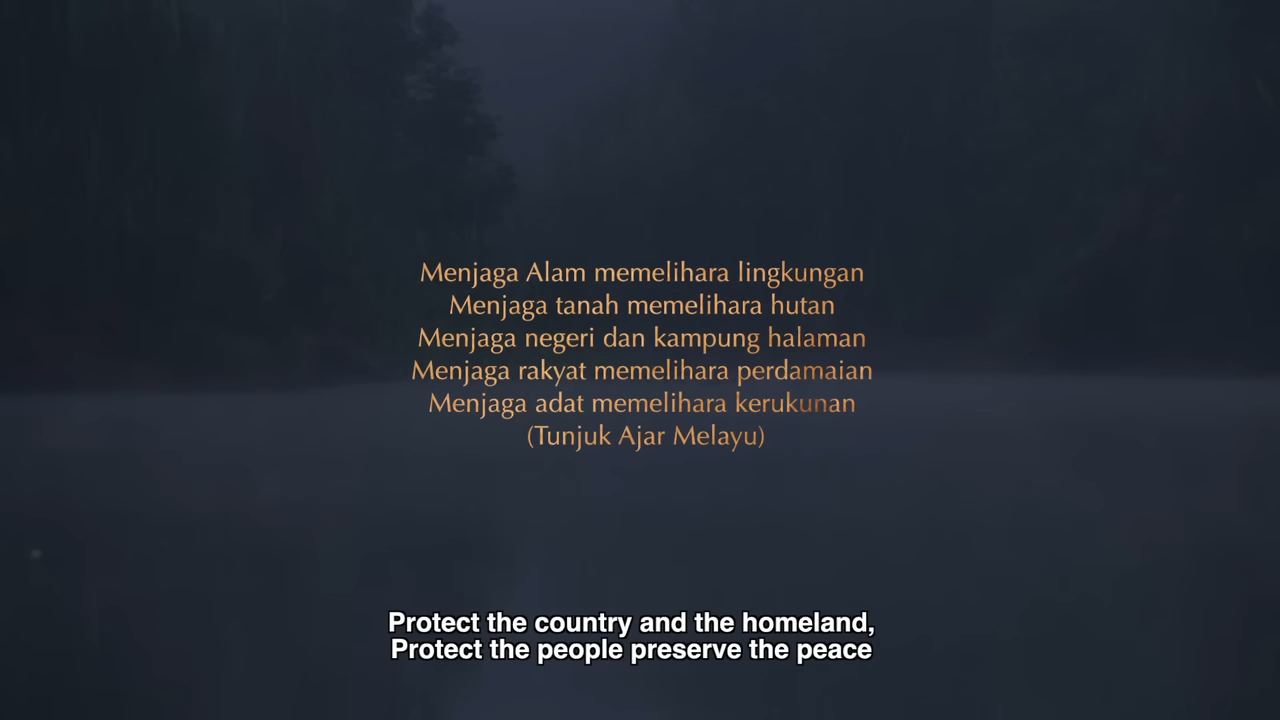 Menjaga Alam memelihara lingkungan
Menjaga tanah memelihara hutan
Menjaga negeri dan kampung halaman
Menjaga rakyat memelihara perdamaian
Menjaga adat memelihara kerukunan
(Tunjuk Ajar Melayu)
Protect the country and the homeland,
Protect the people preserve the peace